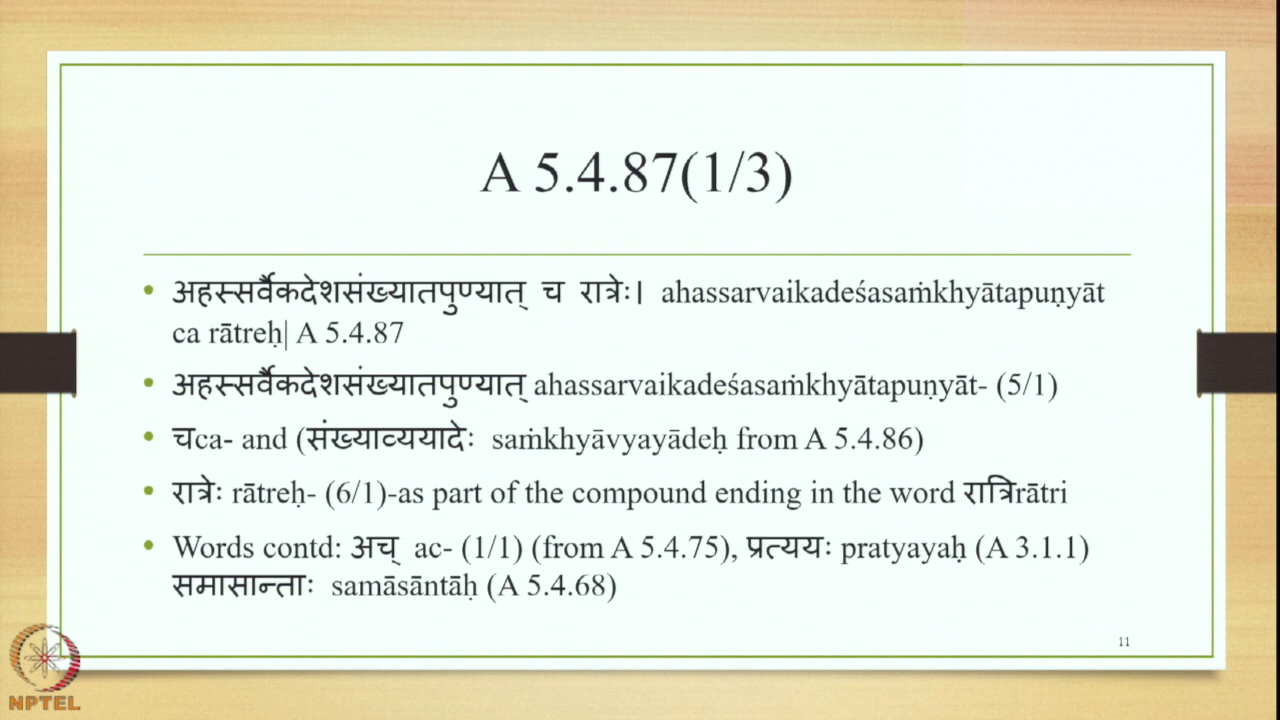 A 5.4.87(1/3)
• अहस्सर्वैकदेशसंख्यातपुण्यात् च रात्रेः। ahassarvaikadeśasaṁkhyātapuṇyāt
ca rātreḥ| A 5.4.87
• अहस्सर्वैकदेशसंख्यातपुण्यात् ahassarvaikadeśasaṁkhyātapuṇyāt- (5/1)
• चca- and (संख्याव्ययादेः saṁkhyāvyayādeḥ from A 5.4.86)
• रात्रेः rātreḥ- (6/1)-as part of the compound ending in the word रात्रिrātri
• Words contd: अच् ac- (1/1) (from A 5.4.75), प्रत्ययः pratyayaḥ (A 3.1.1)
समासान्ताः samāsāntāḥ (A 5.4.68)
11
NPTEL